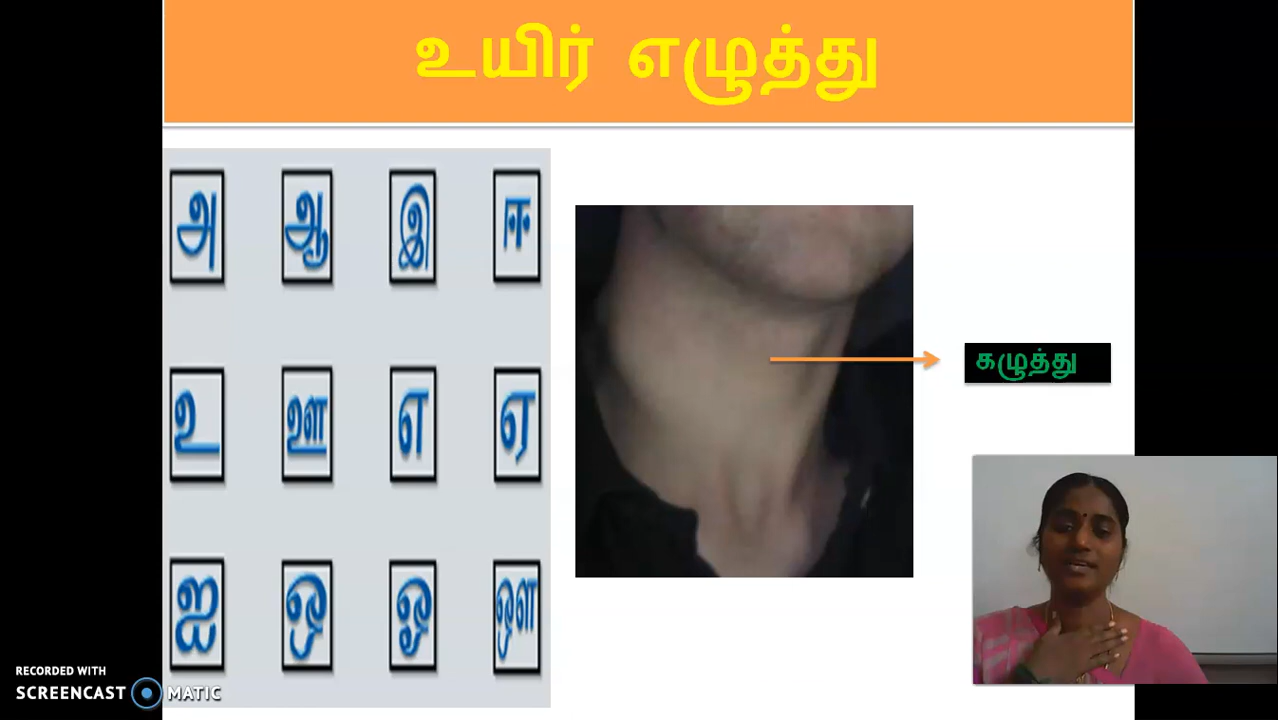 உயிர் எழுத்து
அ ஆ இ ஈ
உ ஊ எ ஏ
ஐ ஒ ஓ ஔ
கழுத்து
RECORDED WITH
SCREENCAST MATIC